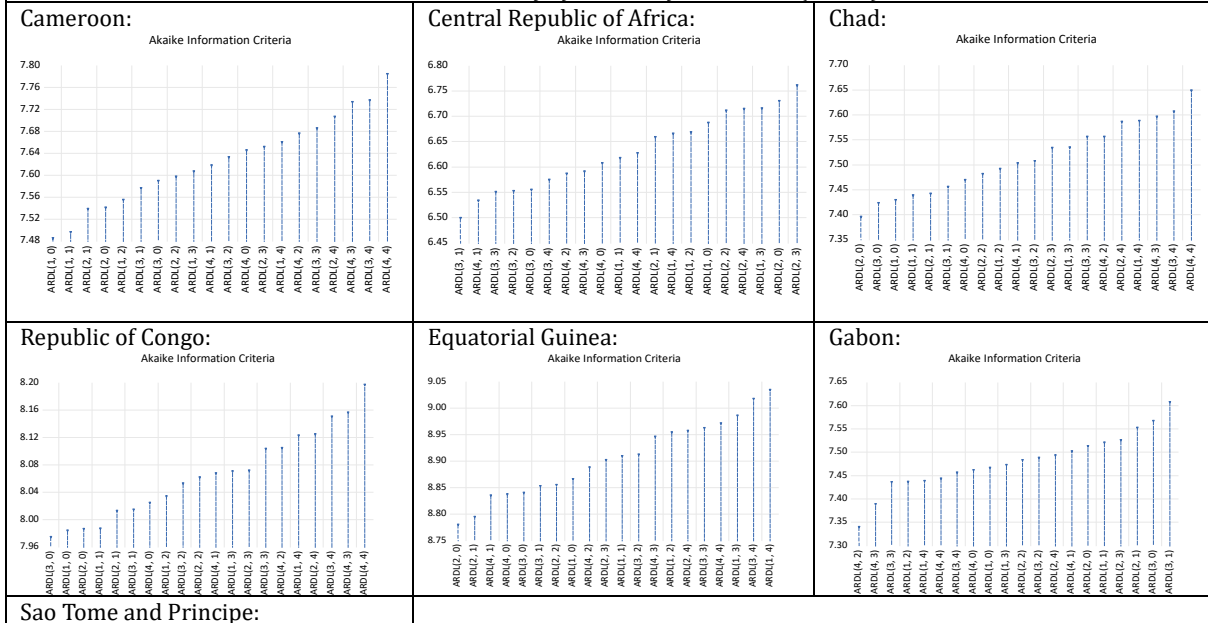 Cameroon:
Akaike Information Criteria
7.80
7.76
7.72
7.68
7.64
7.60
7.56
7.52
7.48
ARDL(1, 0)
ARDL(1, 1)
ARDL(2, 1)
ARDL(2, 0)
ARDL(1, 2)
ARDL(3, 1)
ARDL(3, 0)
ARDL(2, 2)
ARDL(1, 3)
ARDL(4, 1)
ARDL(3, 2)
ARDL(4, 0)
ARDL(2, 3)
ARDL(1, 4)
ARDL(4, 2)
ARDL(3, 3)
ARDL(2, 4)
ARDL(4, 3)
ARDL(3, 4)
ARDL(4, 4)
Central Republic of Africa:
Akaike Information Criteria
6.80
6.75
6.70
6.65
6.60
6.55
6.50
6.45
ARDL(3, 1)
ARDL(4, 1)
ARDL(3, 3)
ARDL(3, 2)
ARDL(3, 0)
ARDL(3, 4)
ARDL(4, 2)
ARDL(4, 3)
ARDL(4, 0)
ARDL(1, 1)
ARDL(4, 4)
ARDL(2, 1)
ARDL(1, 4)
ARDL(1, 2)
ARDL(1, 0)
ARDL(2, 2)
ARDL(2, 4)
ARDL(1, 3)
ARDL(2, 0)
ARDL(2, 3)
Chad:
Akaike Information Criteria
7.70
7.65
7.60
7.55
7.50
7.45
7.40
7.35
ARDL(2, 0)
ARDL(3, 0)
ARDL(1, 0)
ARDL(1, 1)
ARDL(2, 1)
ARDL(3, 1)
ARDL(4, 0)
ARDL(2, 2)
ARDL(1, 2)
ARDL(4, 1)
ARDL(3, 2)
ARDL(2, 3)
ARDL(1, 3)
ARDL(3, 3)
ARDL(4, 2)
ARDL(2, 4)
ARDL(1, 4)
ARDL(4, 3)
ARDL(3, 4)
ARDL(4, 4)
Republic of Congo:
Akaike Information Criteria
8.20
8.16
8.12
8.08
8.04
8.00
7.96
ARDL(3, 0)
ARDL(1, 0)
ARDL(2, 0)
ARDL(1, 1)
ARDL(2, 1)
ARDL(3, 1)
ARDL(4, 0)
ARDL(1, 2)
ARDL(3, 2)
ARDL(2, 2)
ARDL(4, 1)
ARDL(1, 3)
ARDL(2, 3)
ARDL(3, 3)
ARDL(4, 2)
ARDL(1, 4)
ARDL(2, 4)
ARDL(3, 4)
ARDL(4, 3)
ARDL(4, 4)
Equatorial Guinea:
Akaike Information Criteria
9.05
9.00
8.95
8.90
8.85
8.80
8.75
ARDL(2, 0)
ARDL(2, 1)
ARDL(4, 1)
ARDL(4, 0)
ARDL(3, 0)
ARDL(3, 1)
ARDL(2, 2)
ARDL(1, 0)
ARDL(4, 2)
ARDL(2, 3)
ARDL(1, 1)
ARDL(3, 2)
ARDL(4, 4)
ARDL(1, 2)
ARDL(2, 4)
ARDL(3, 3)
ARDL(4, 3)
ARDL(1, 3)
ARDL(3, 4)
ARDL(1, 4)
Gabon:
Akaike Information Criteria
7.65
7.60
7.55
7.50
7.45
7.40
7.35
7.30
ARDL(4, 2)
ARDL(4, 3)
ARDL(3, 3)
ARDL(1, 2)
ARDL(1, 4)
ARDL(4, 4)
ARDL(3, 4)
ARDL(4, 0)
ARDL(1, 0)
ARDL(1, 3)
ARDL(2, 2)
ARDL(3, 2)
ARDL(2, 4)
ARDL(4, 1)
ARDL(2, 0)
ARDL(1, 1)
ARDL(2, 3)
ARDL(2, 1)
ARDL(3, 0)
ARDL(3, 1)
Sao Tome and Principe: